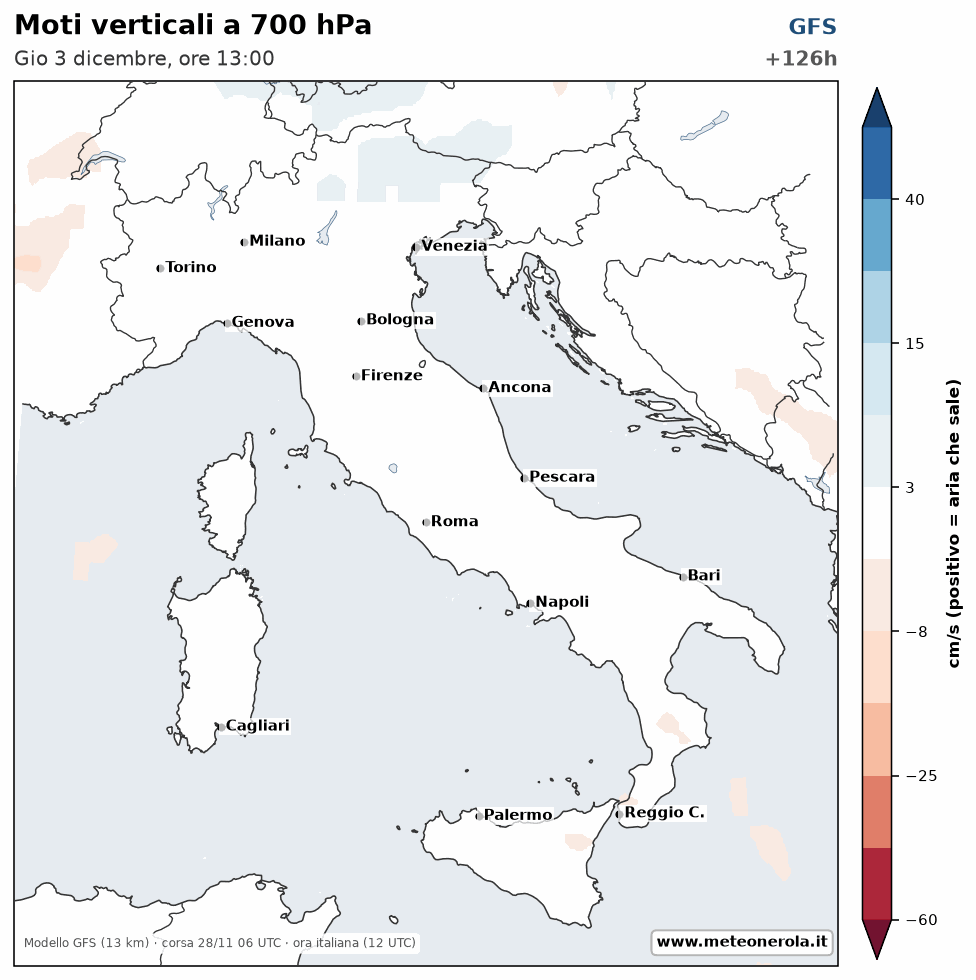 Moti verticali a 700 hPa
GFS
Gio 3 dicembre, ore 13:00
+126h
Milano
Venezia
Torino
Genova
Bologna
Firenze
Ancona
Pescara
Roma
Bari
Napoli
Cagliari
Palermo
Reggio C.
40
15
3
−8
−25
−60
cm/s (positivo = aria che sale)
Modello GFS (13 km) · corsa 28/11 06 UTC · ora italiana (12 UTC)
www.meteonerola.it